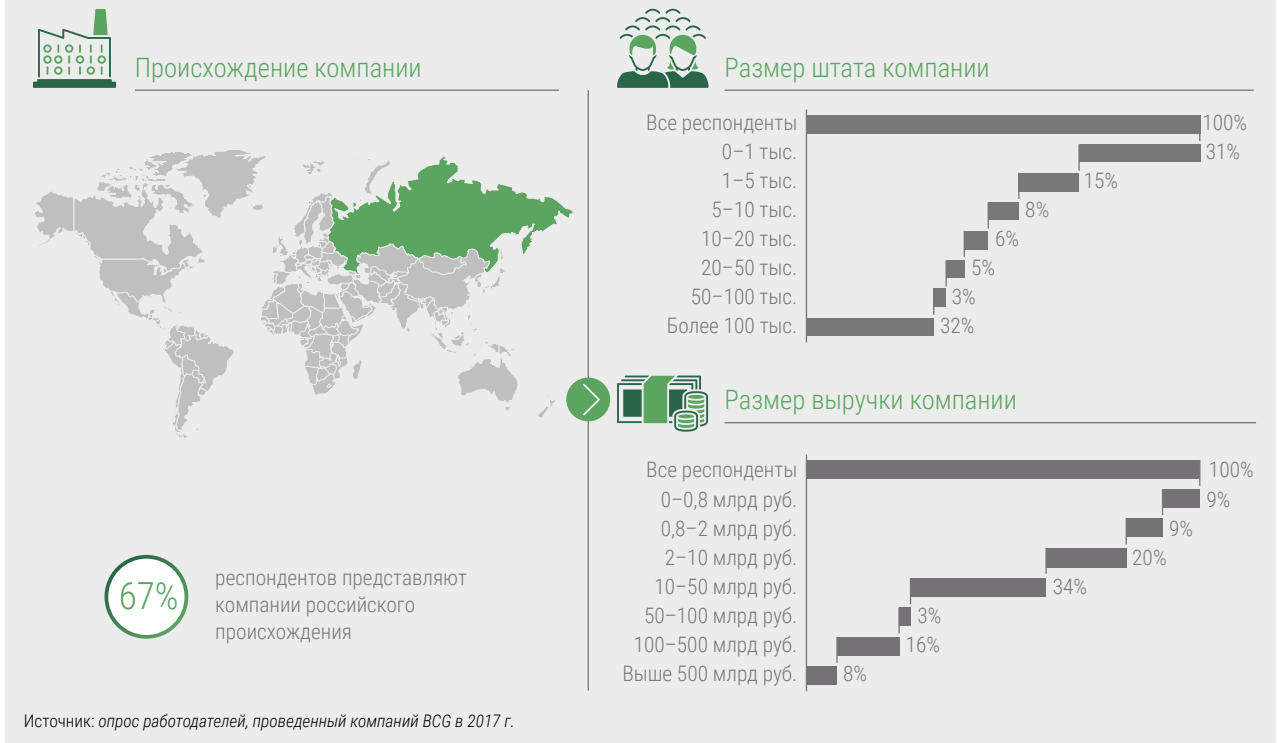 Происхождение компании
67%
респондентов представляют
компании российского
происхождения
Размер штата компании
Все респонденты 100%
0–1 тыс. 31%
1–5 тыс. 15%
5–10 тыс. 8%
10–20 тыс. 6%
20–50 тыс. 5%
50–100 тыс. 3%
Более 100 тыс. 32%
Размер выручки компании
Все респонденты 100%
0–0,8 млрд руб. 9%
0,8–2 млрд руб. 9%
2–10 млрд руб. 20%
10–50 млрд руб. 34%
50–100 млрд руб. 3%
100–500 млрд руб. 16%
Выше 500 млрд руб. 8%
Источник: опрос работодателей, проведенный компаний BCG в 2017 г.